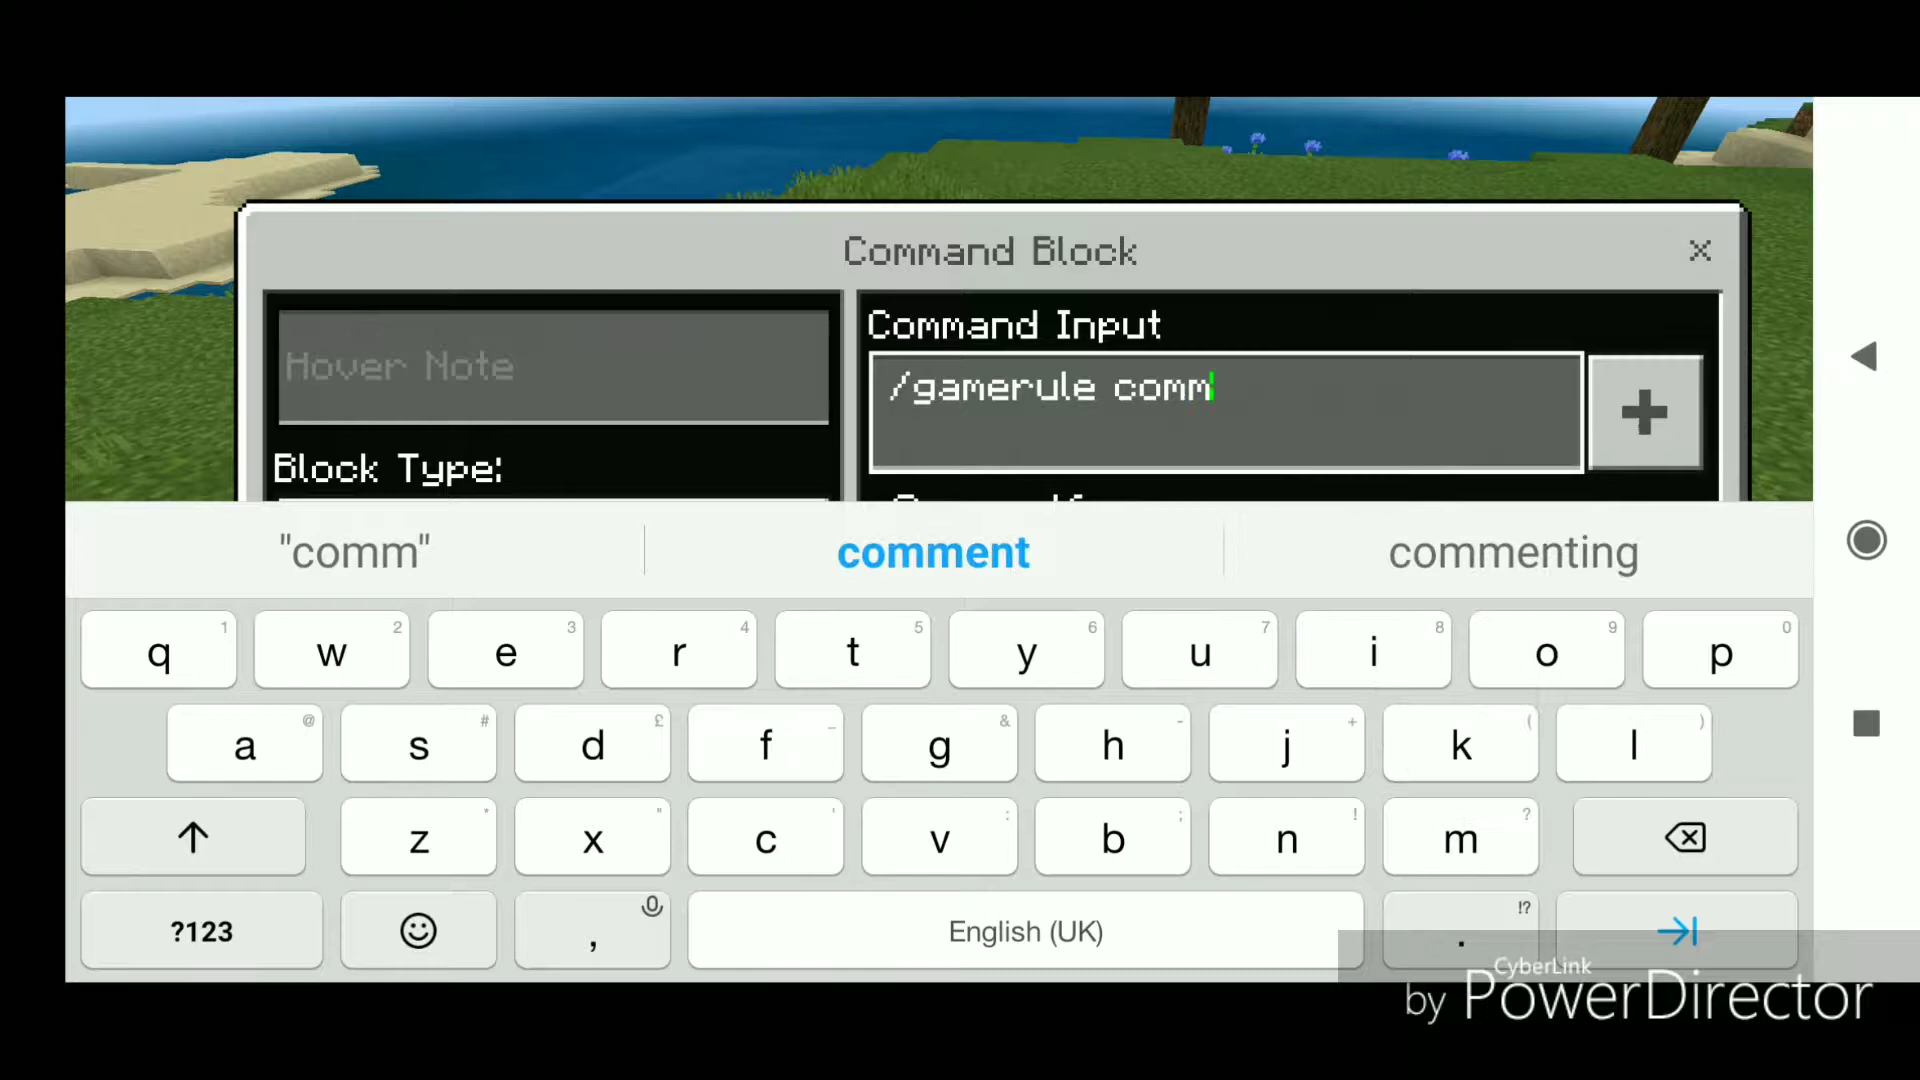 Command Block
Command Input
Hover Note
/gamerule comm
Block Type:
"comm" comment commenting
q 1 w 2 e 3 r 4 t 5 y 6 u 7 i 8 o 9 p 0
a @ s # d £ f _ g & h - j + k ( l )
z * x " c ' v : b ; n ! m ?
?123 , English (UK) . !?
CyberLink
by PowerDirector